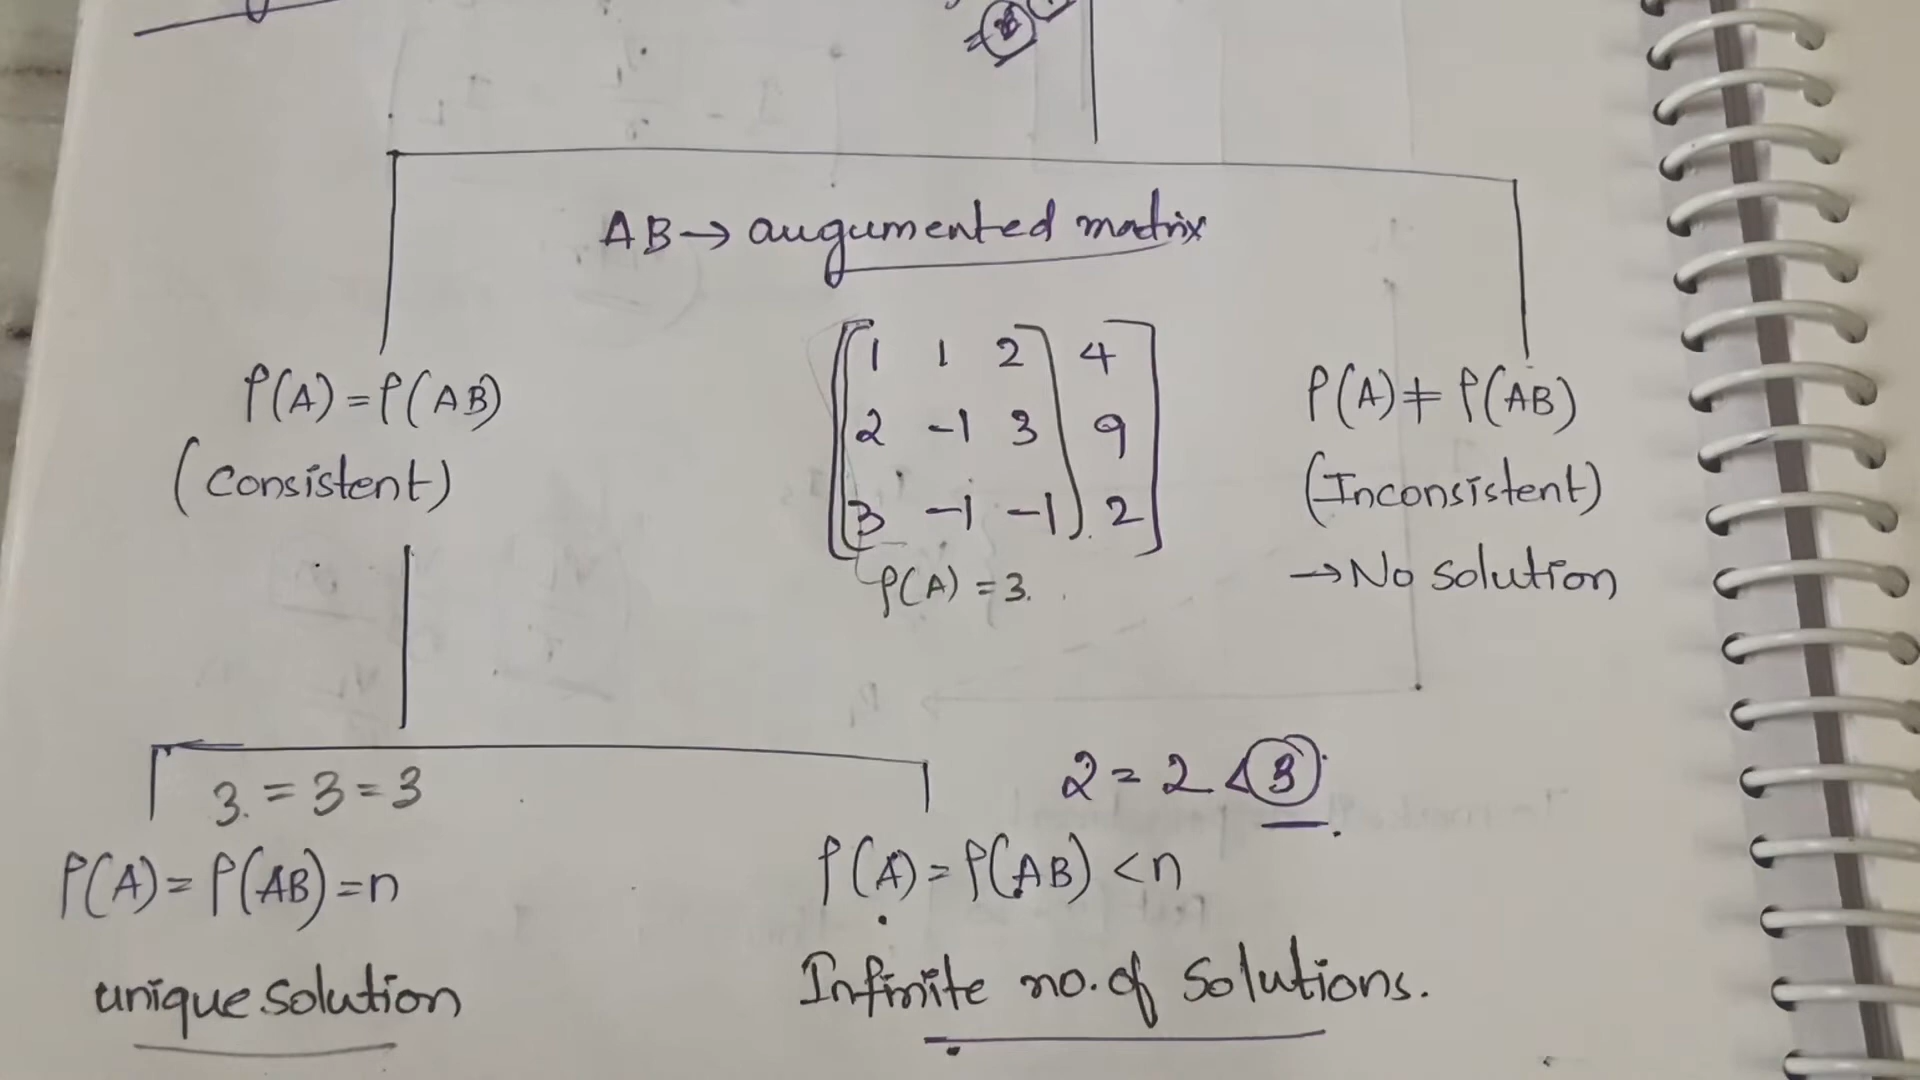 AB→ augumented matrix
1 1 2 4
2 -1 3 9
3 -1 -1 2
ρ(A) = 3.
ρ(A) = ρ(AB)
(Consistent)
ρ(A) ≠ ρ(AB)
(Inconsistent)
→No solution
3. = 3 = 3
ρ(A) = ρ(AB) = n
unique solution
2 = 2 < 3
ρ(A) = ρ(AB) < n
Infinite no. of Solutions.